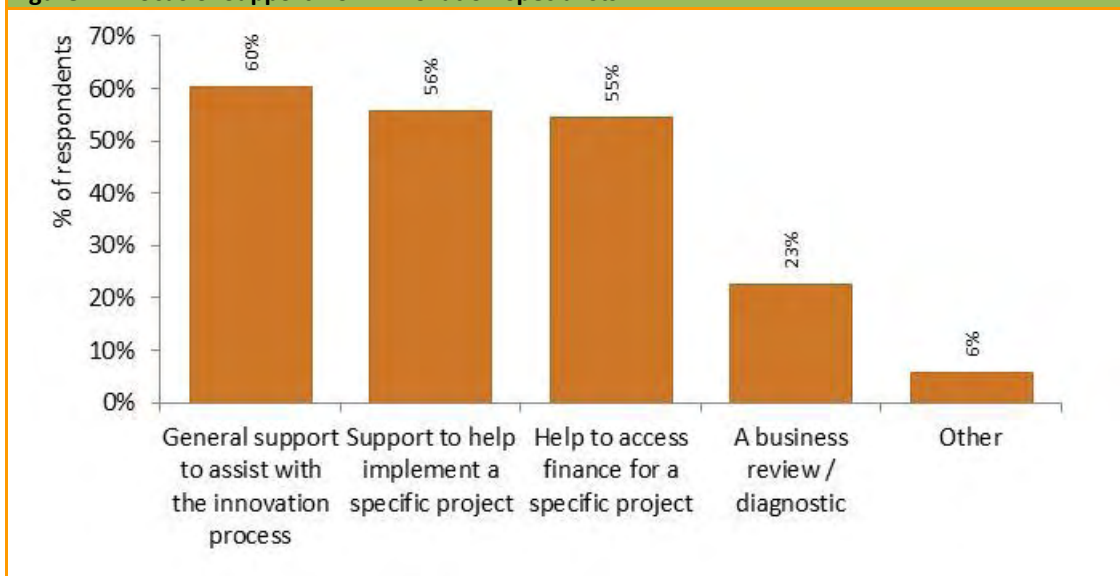 70%
60%
50%
40%
30%
20%
10%
0%
% of respondents
60%
56%
55%
23%
6%
General support
to assist with
the innovation
process
Support to help
implement a
specific project
Help to access
finance for a
specific project
A business
review /
diagnostic
Other